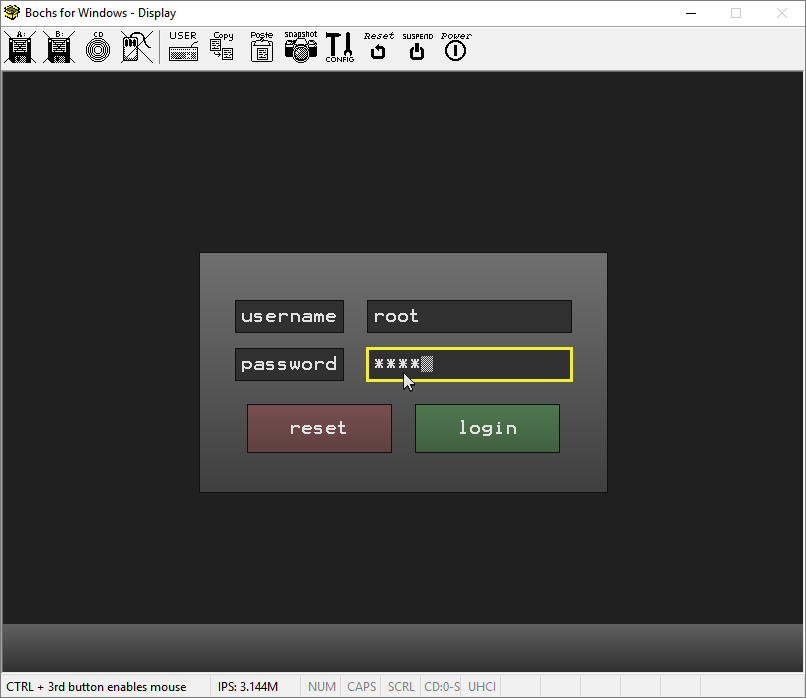 Bochs for Windows - Display
A: B: CD USER Copy Paste snapshot CONFIG Reset SUSPEND Power
username root
password ****
reset login
CTRL + 3rd button enables mouse IPS: 3.144M NUM CAPS SCRL CD:0-S UHCI